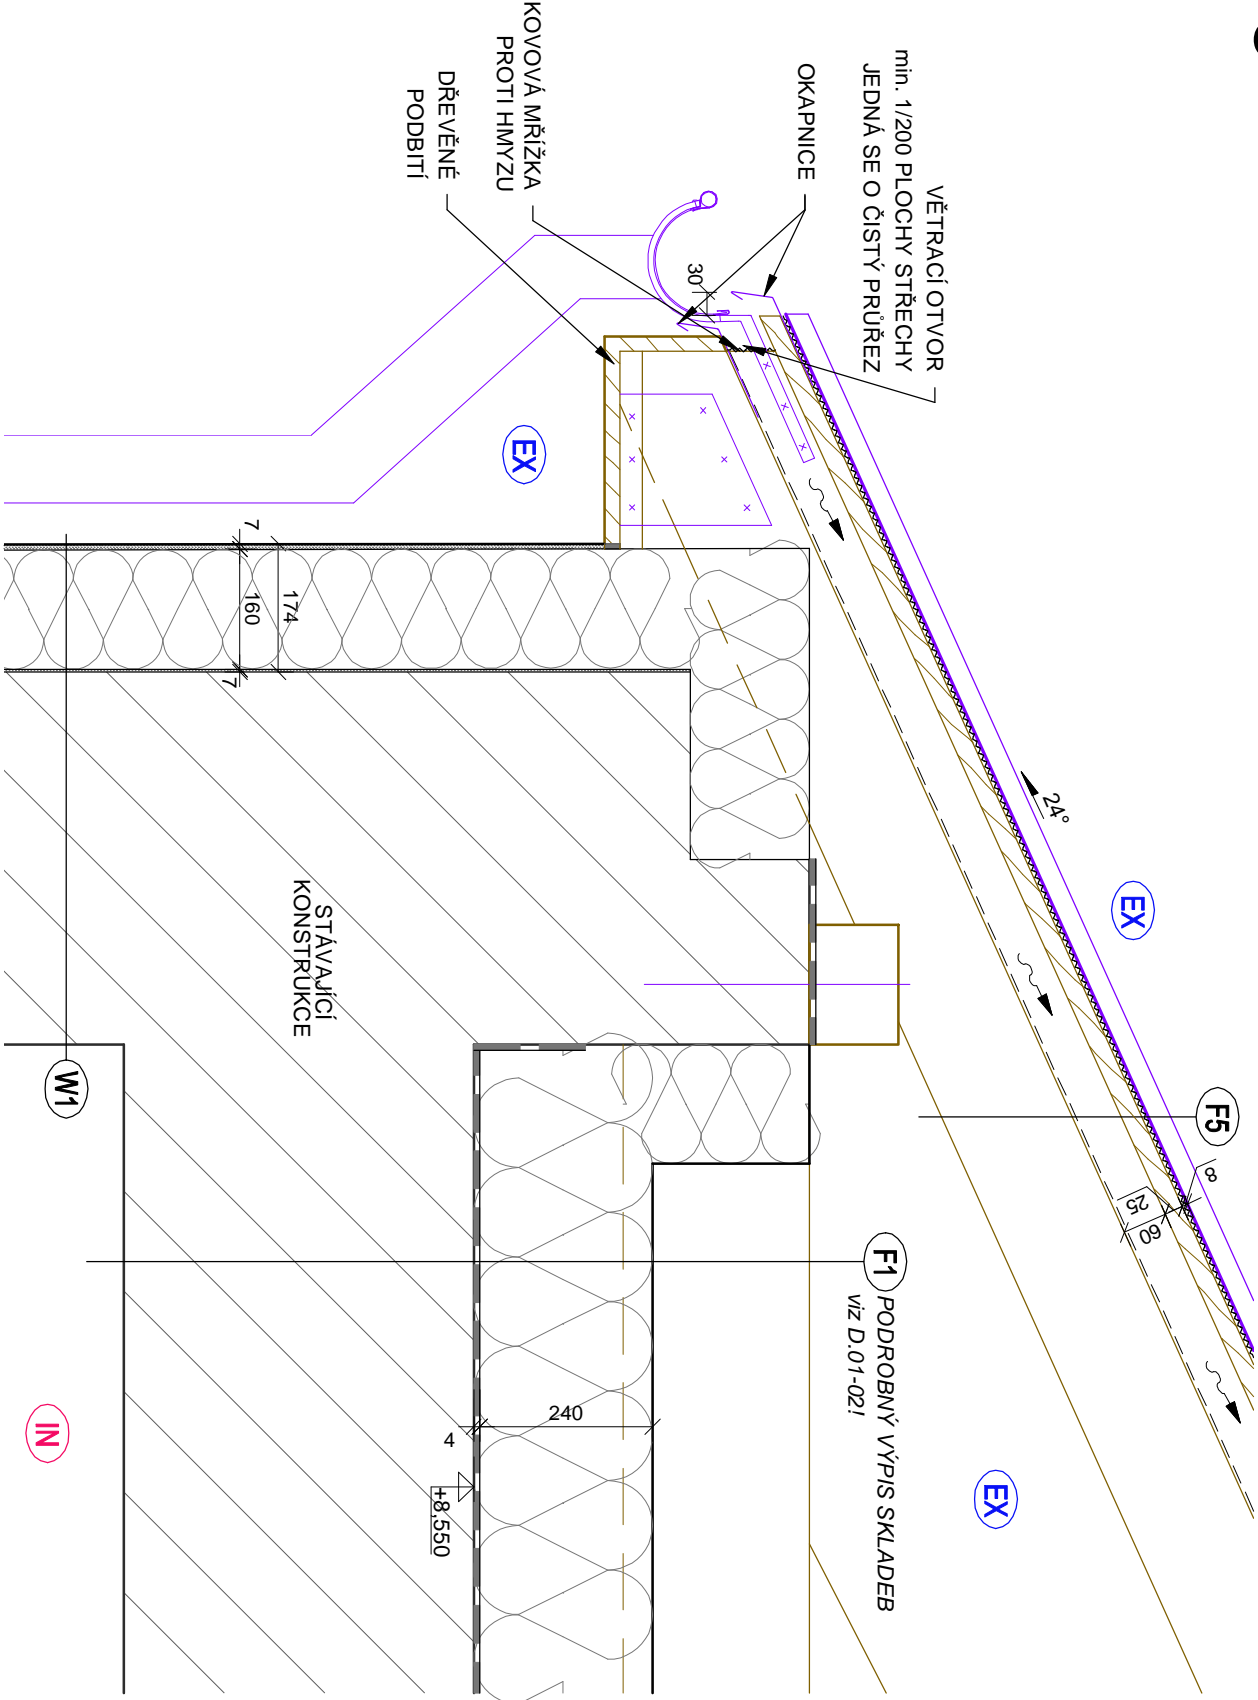 VĚTRACÍ OTVOR
min. 1/200 PLOCHY STŘECHY
JEDNÁ SE O ČISTÝ PRŮŘEZ
OKAPNICE
KOVOVÁ MŘÍŽKA
PROTI HMYZU
DŘEVĚNÉ
PODBITÍ
30
EX
24°
EX
7
174
160
7
STÁVAJÍCÍ
KONSTRUKCE
W1
F5
8
25
60
F1
PODROBNÝ VÝPIS SKLADEB
viz D.01-02!
240
4
+8,550
EX
IN